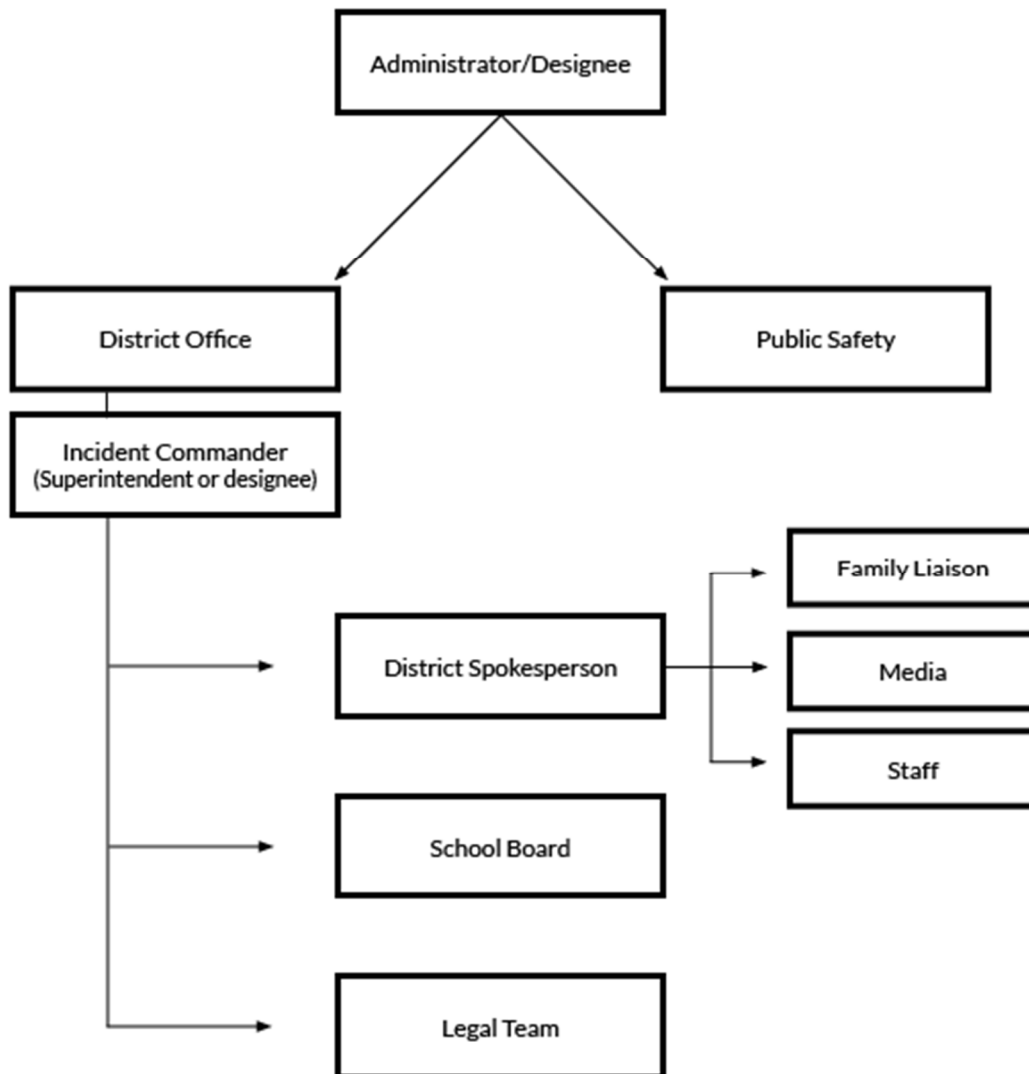 Administrator/Designee
District Office
Public Safety
Incident Commander
(Superintendent or designee)
Family Liaison
District Spokesperson
Media
Staff
School Board
Legal Team